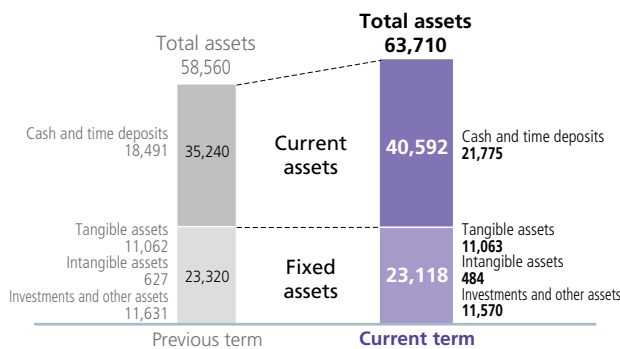 Total assets
58,560
Total assets
63,710
Cash and time deposits
18,491
35,240
Current
assets
40,592
Cash and time deposits
21,775
Tangible assets
11,062
Intangible assets
627
Investments and other assets
11,631
23,320
Fixed
assets
23,118
Tangible assets
11,063
Intangible assets
484
Investments and other assets
11,570
Previous term
Current term